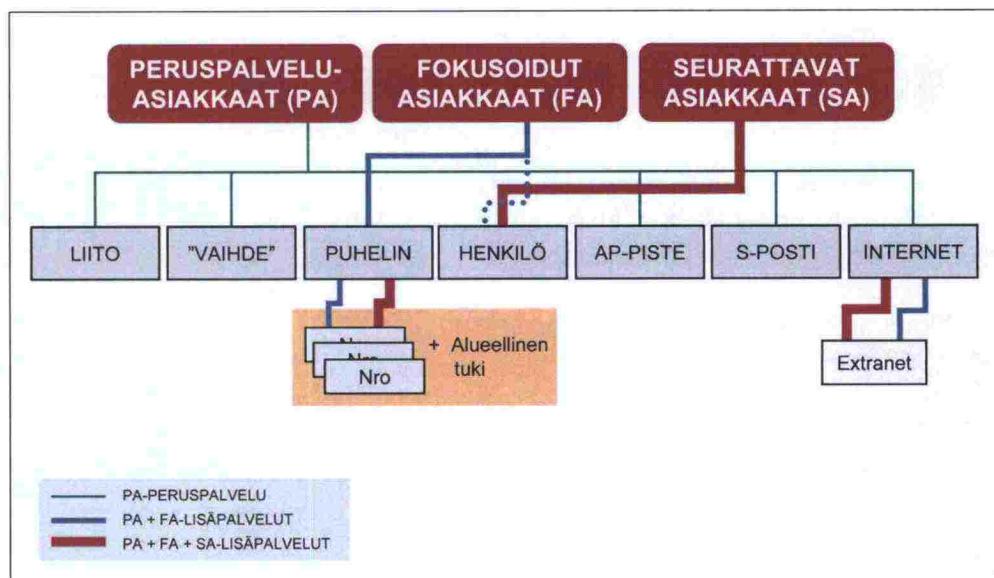 PERUSPALVELU-
ASIAKKAAT (PA)
FOKUSOIDUT
ASIAKKAAT (FA)
SEURATTAVAT
ASIAKKAAT (SA)
LIITO
"VAIHDE"
PUHELIN
HENKILÖ
AP-PISTE
S-POSTI
INTERNET
Nro
+ Alueellinen
tuki
Extranet
PA-PERUSPALVELU
PA + FA-LISÄPALVELUT
PA + FA + SA-LISÄPALVELUT